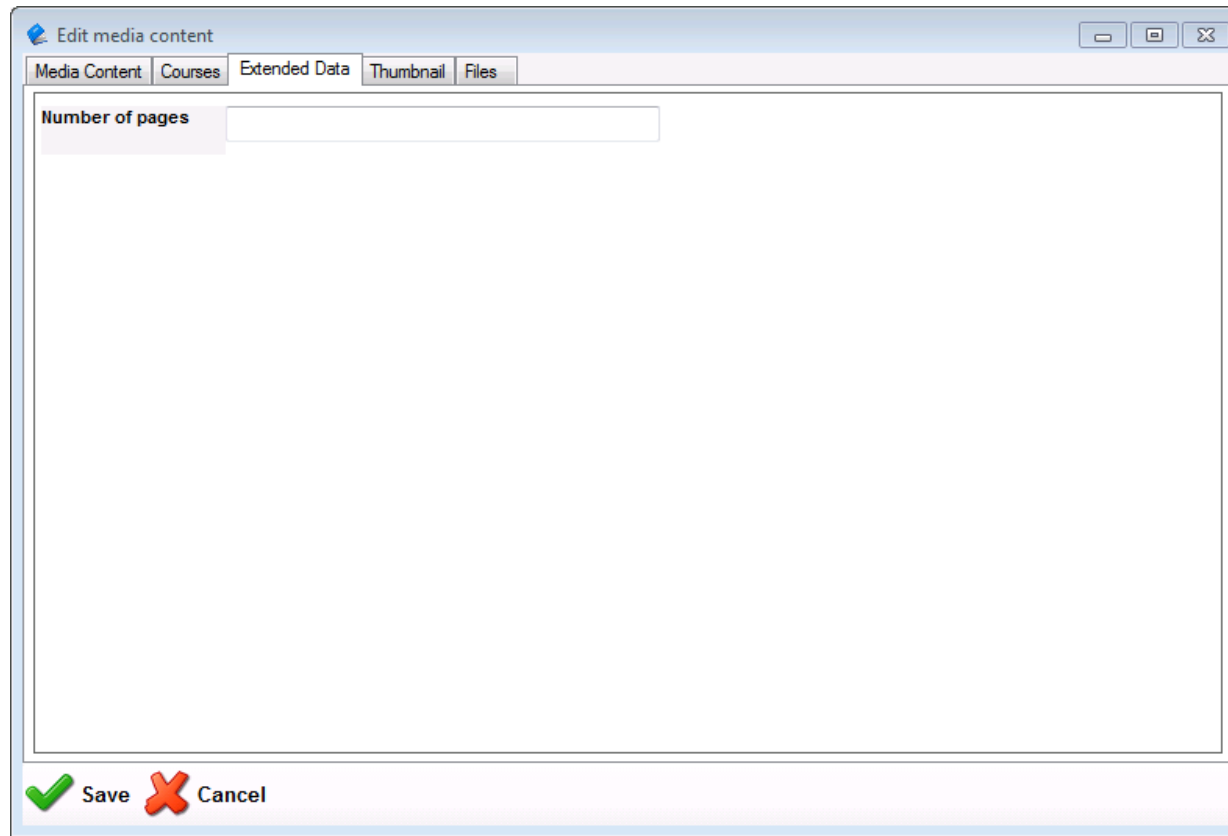 Edit media content
Media Content Courses Extended Data Thumbnail Files
Number of pages
Save Cancel